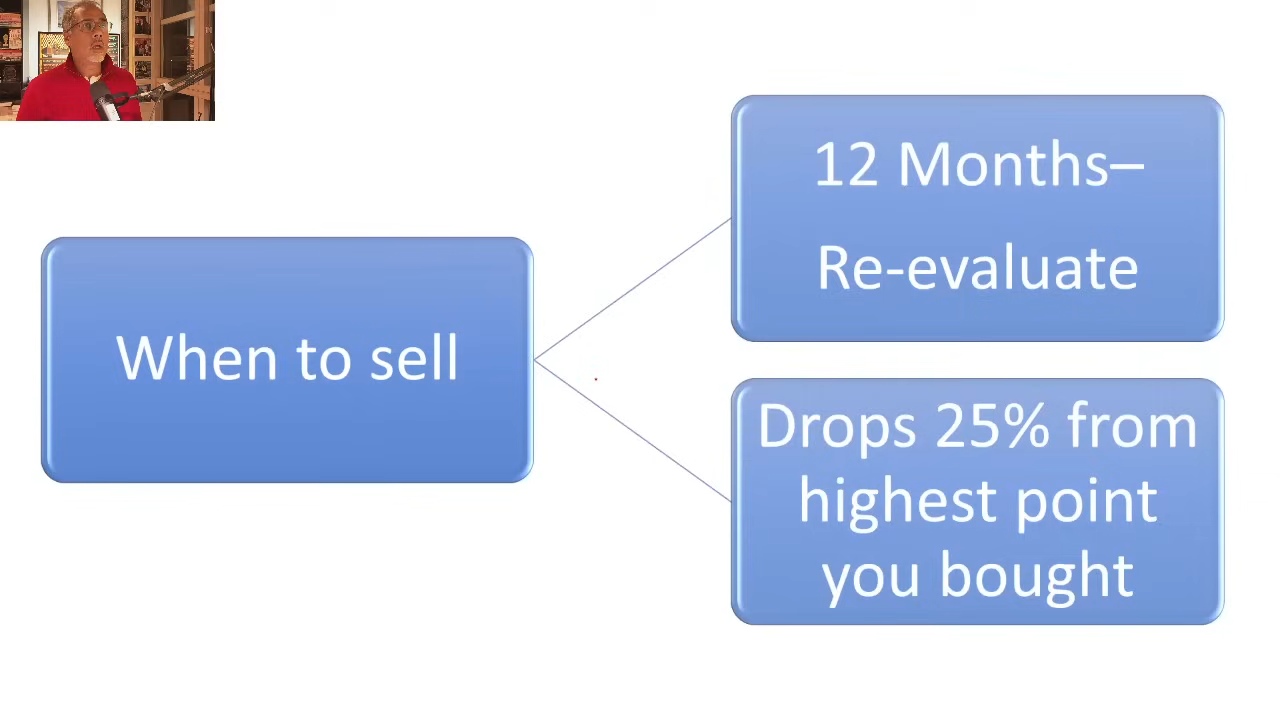 When to sell
12 Months–
Re-evaluate
Drops 25% from
highest point
you bought